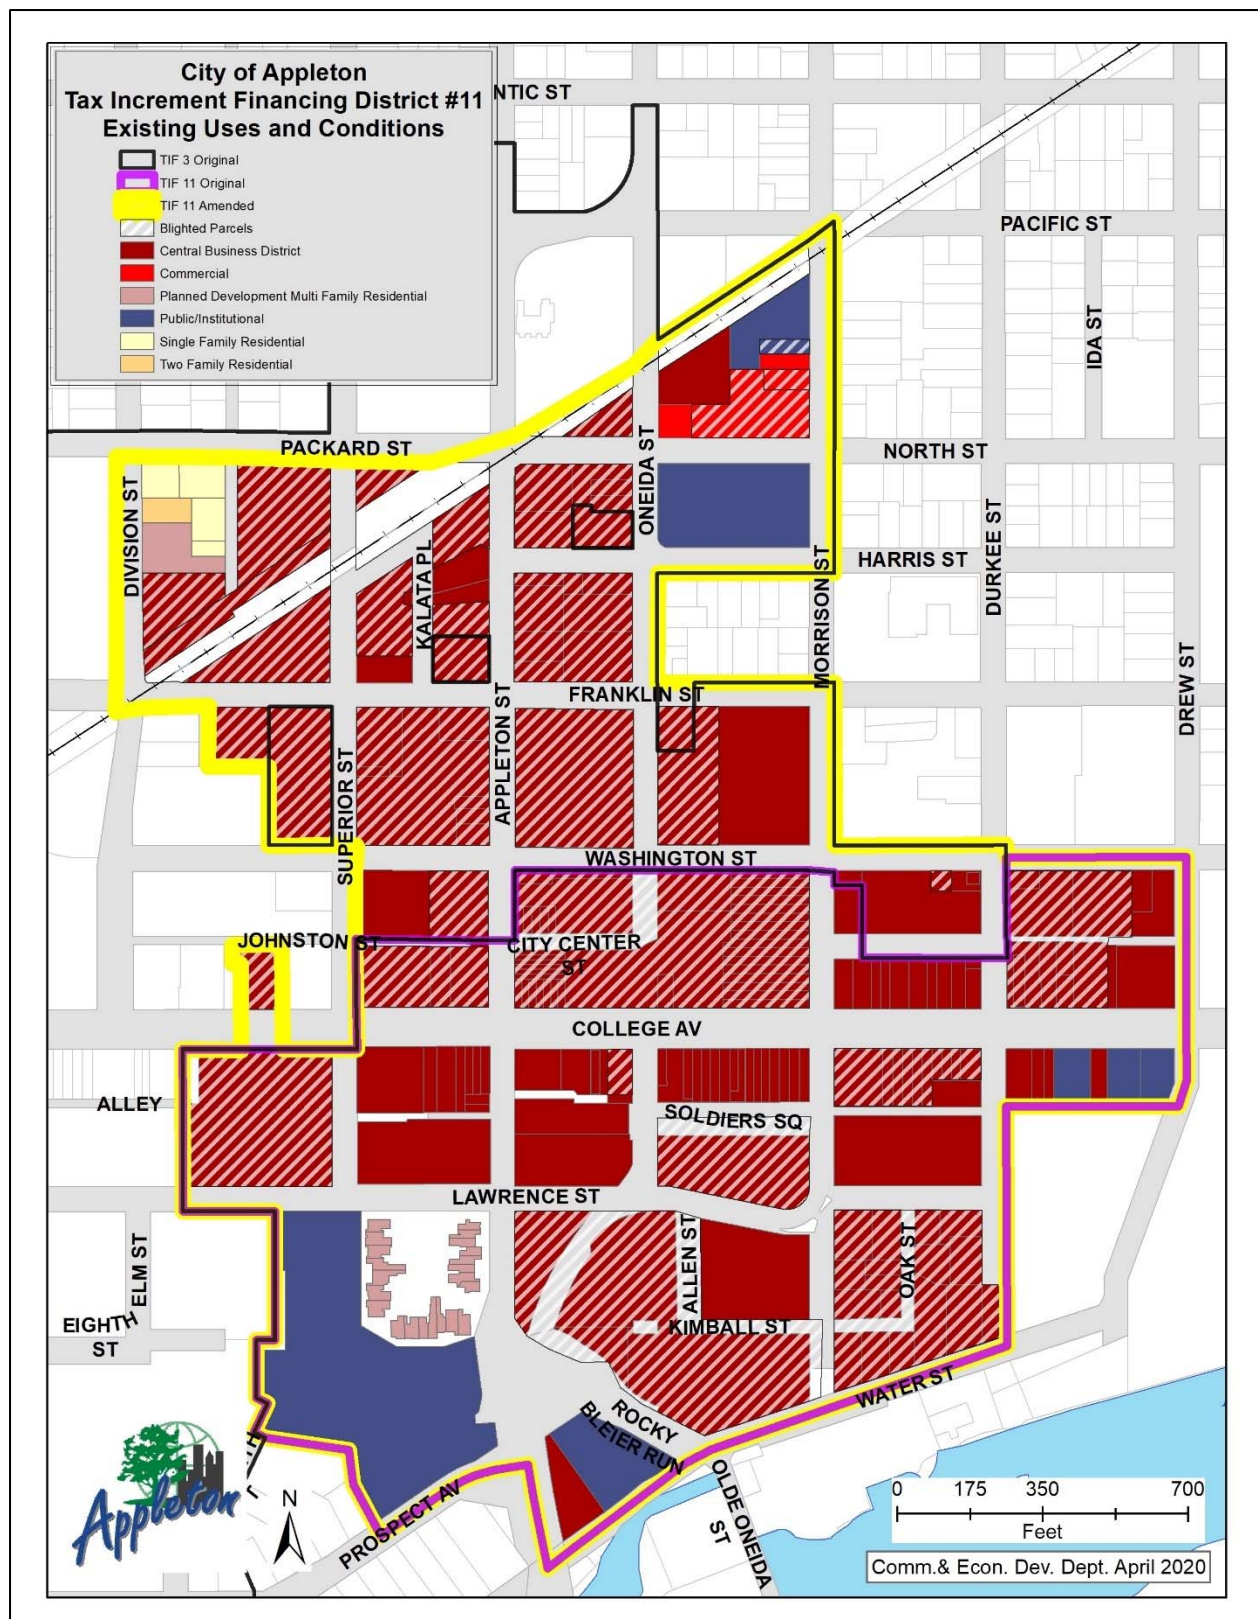 City of Appleton
Tax Increment Financing District #11
Existing Uses and Conditions
TIF 3 Original
TIF 11 Original
TIF 11 Amended
Blighted Parcels
Central Business District
Commercial
Planned Development Multi Family Residential
Public/Institutional
Single Family Residential
Two Family Residential
NTIC ST
PACIFIC ST
IDA ST
PACKARD ST
ONEIDA ST
NORTH ST
DIVISION ST
KALATA PL
MORRISON ST
HARRIS ST
DURKEE ST
DREW ST
FRANKLIN ST
SUPERIOR ST
APPLETON ST
WASHINGTON ST
JOHNSTON ST
CITY CENTER
ST
COLLEGE AV
ALLEY
SOLDIERS SQ
LAWRENCE ST
ELM ST
ALLEN ST
OAK ST
EIGHTH
ST
KIMBALL ST
WATER ST
ROCKY
BLEIER RUN
PROSPECT AV
OLDE ONEIDA
ST
Appleton
N
0 175 350 700
Feet
Comm.& Econ. Dev. Dept. April 2020